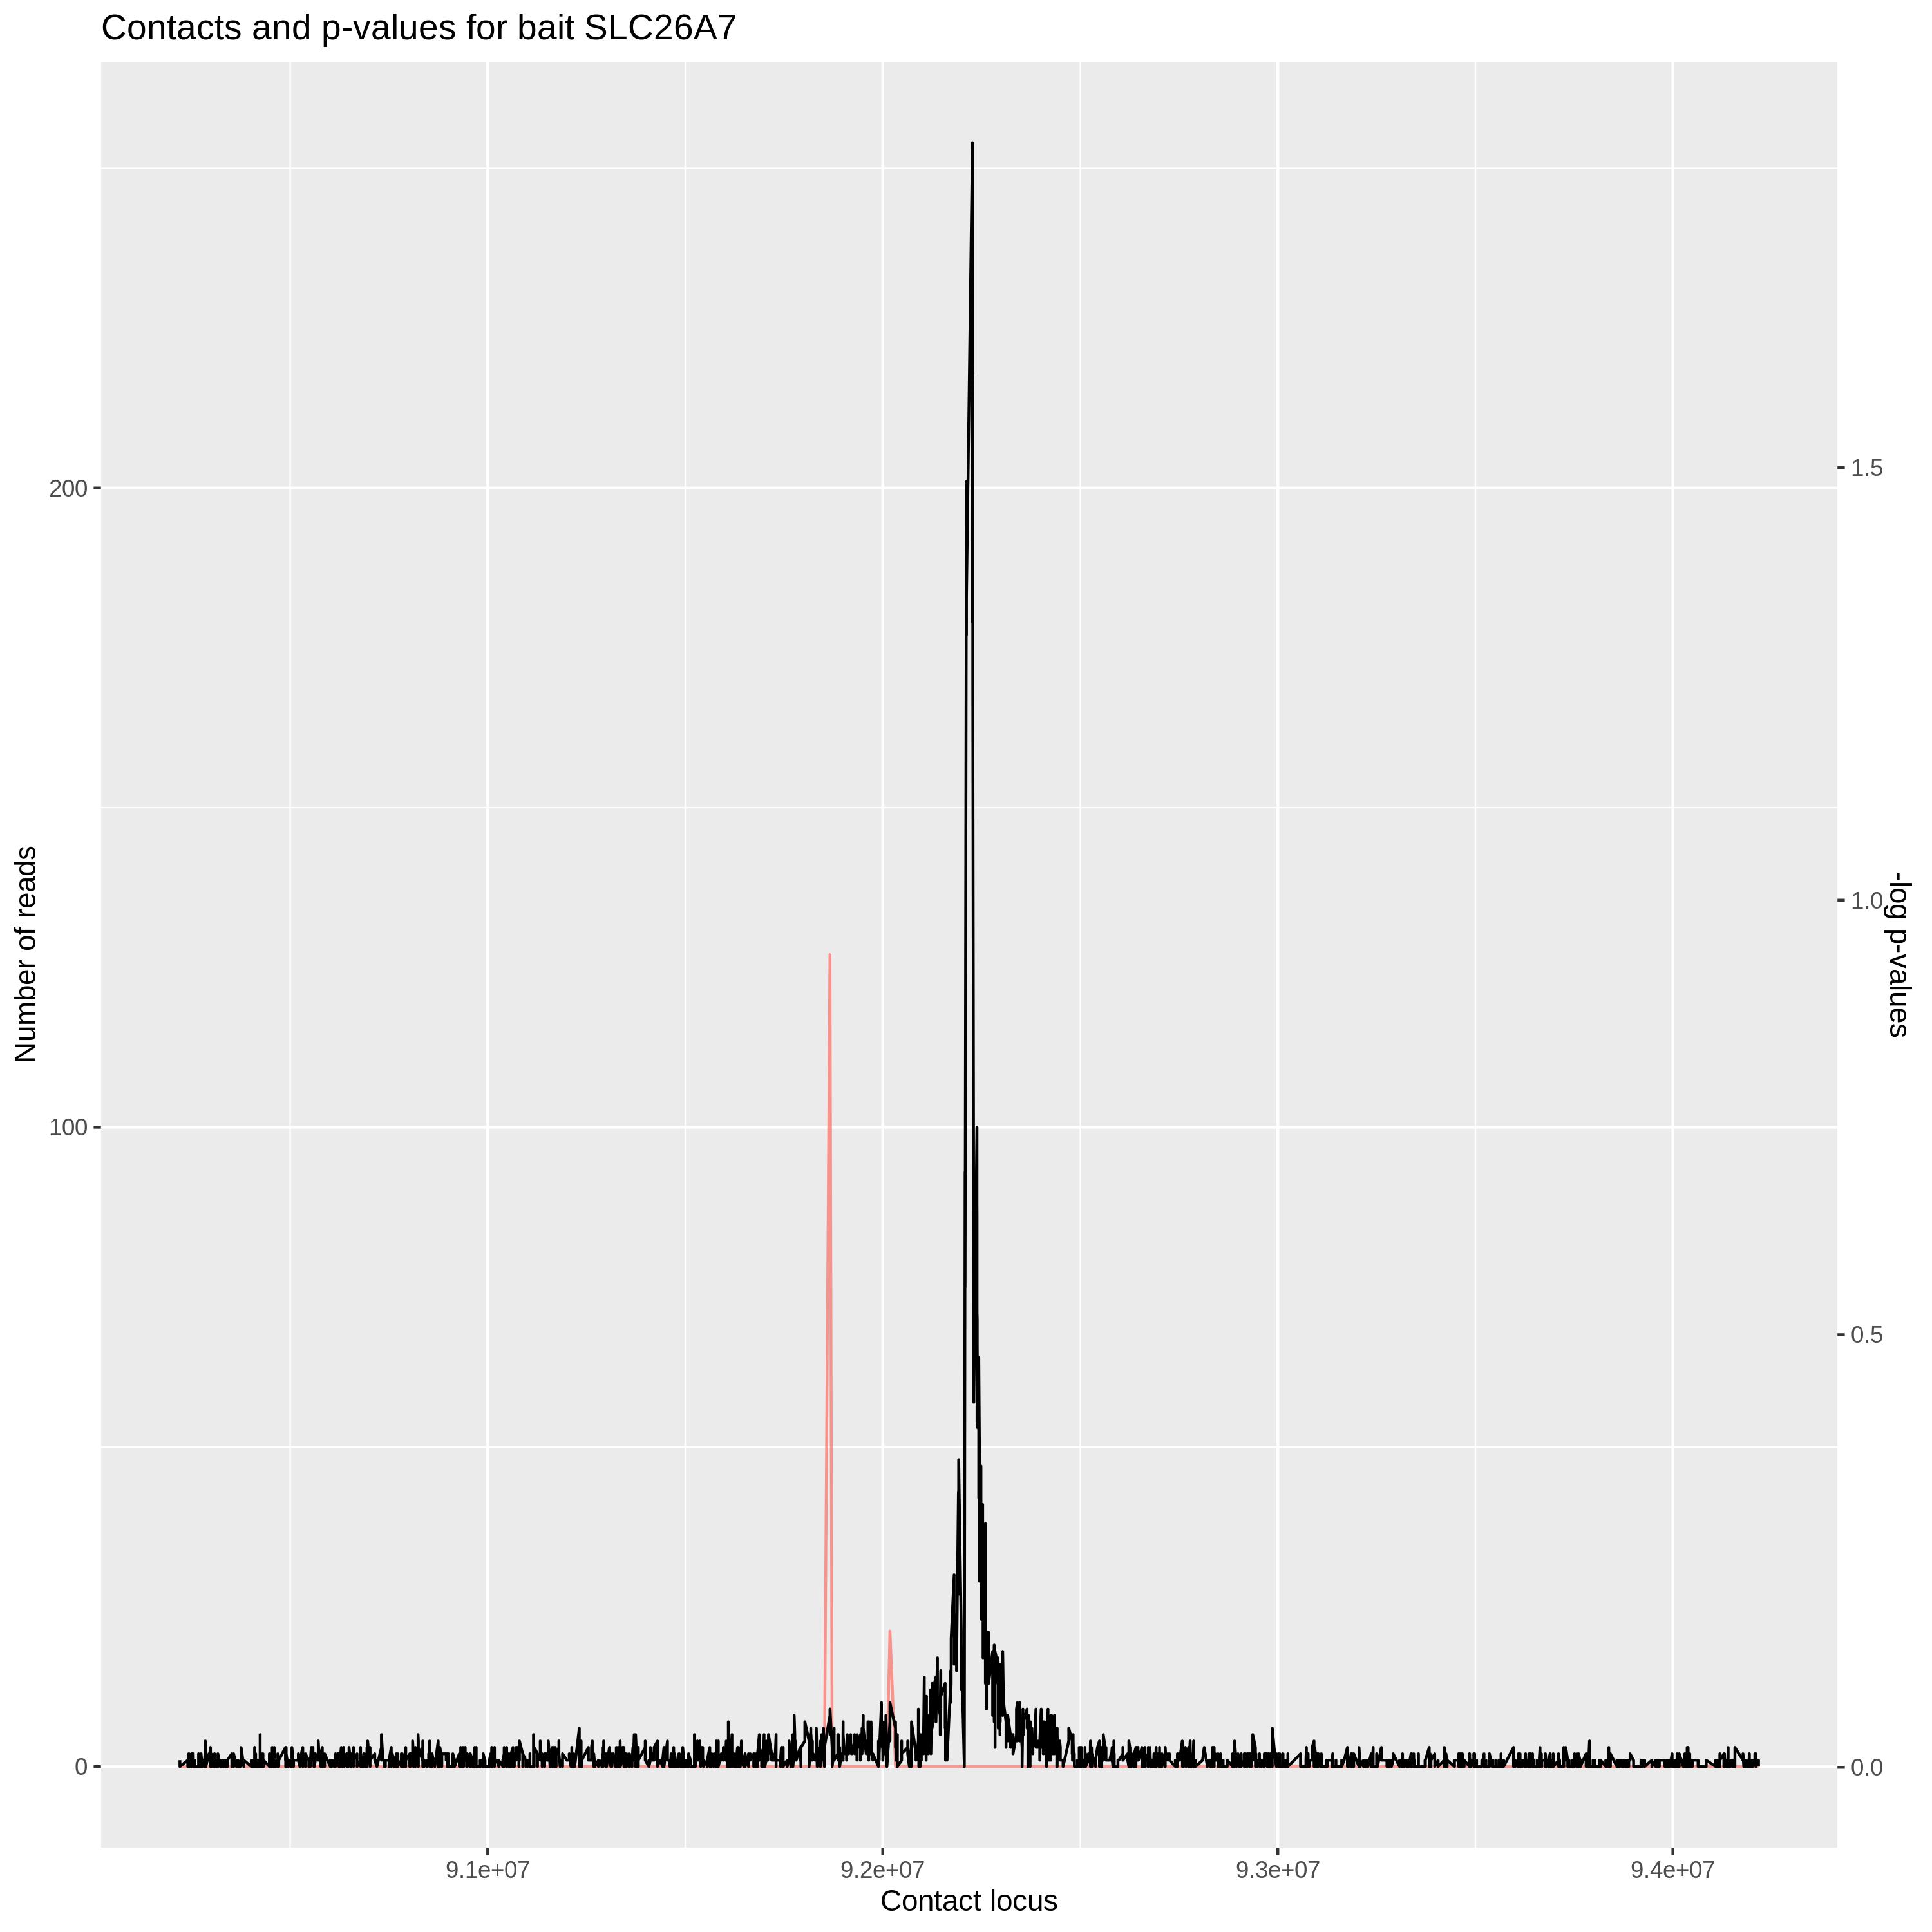 Contacts and p-values for bait SLC26A7
Number of reads
200
100
0
1.5
1.0
0.5
0.0
-log p-values
9.1e+07
9.2e+07
9.3e+07
9.4e+07
Contact locus